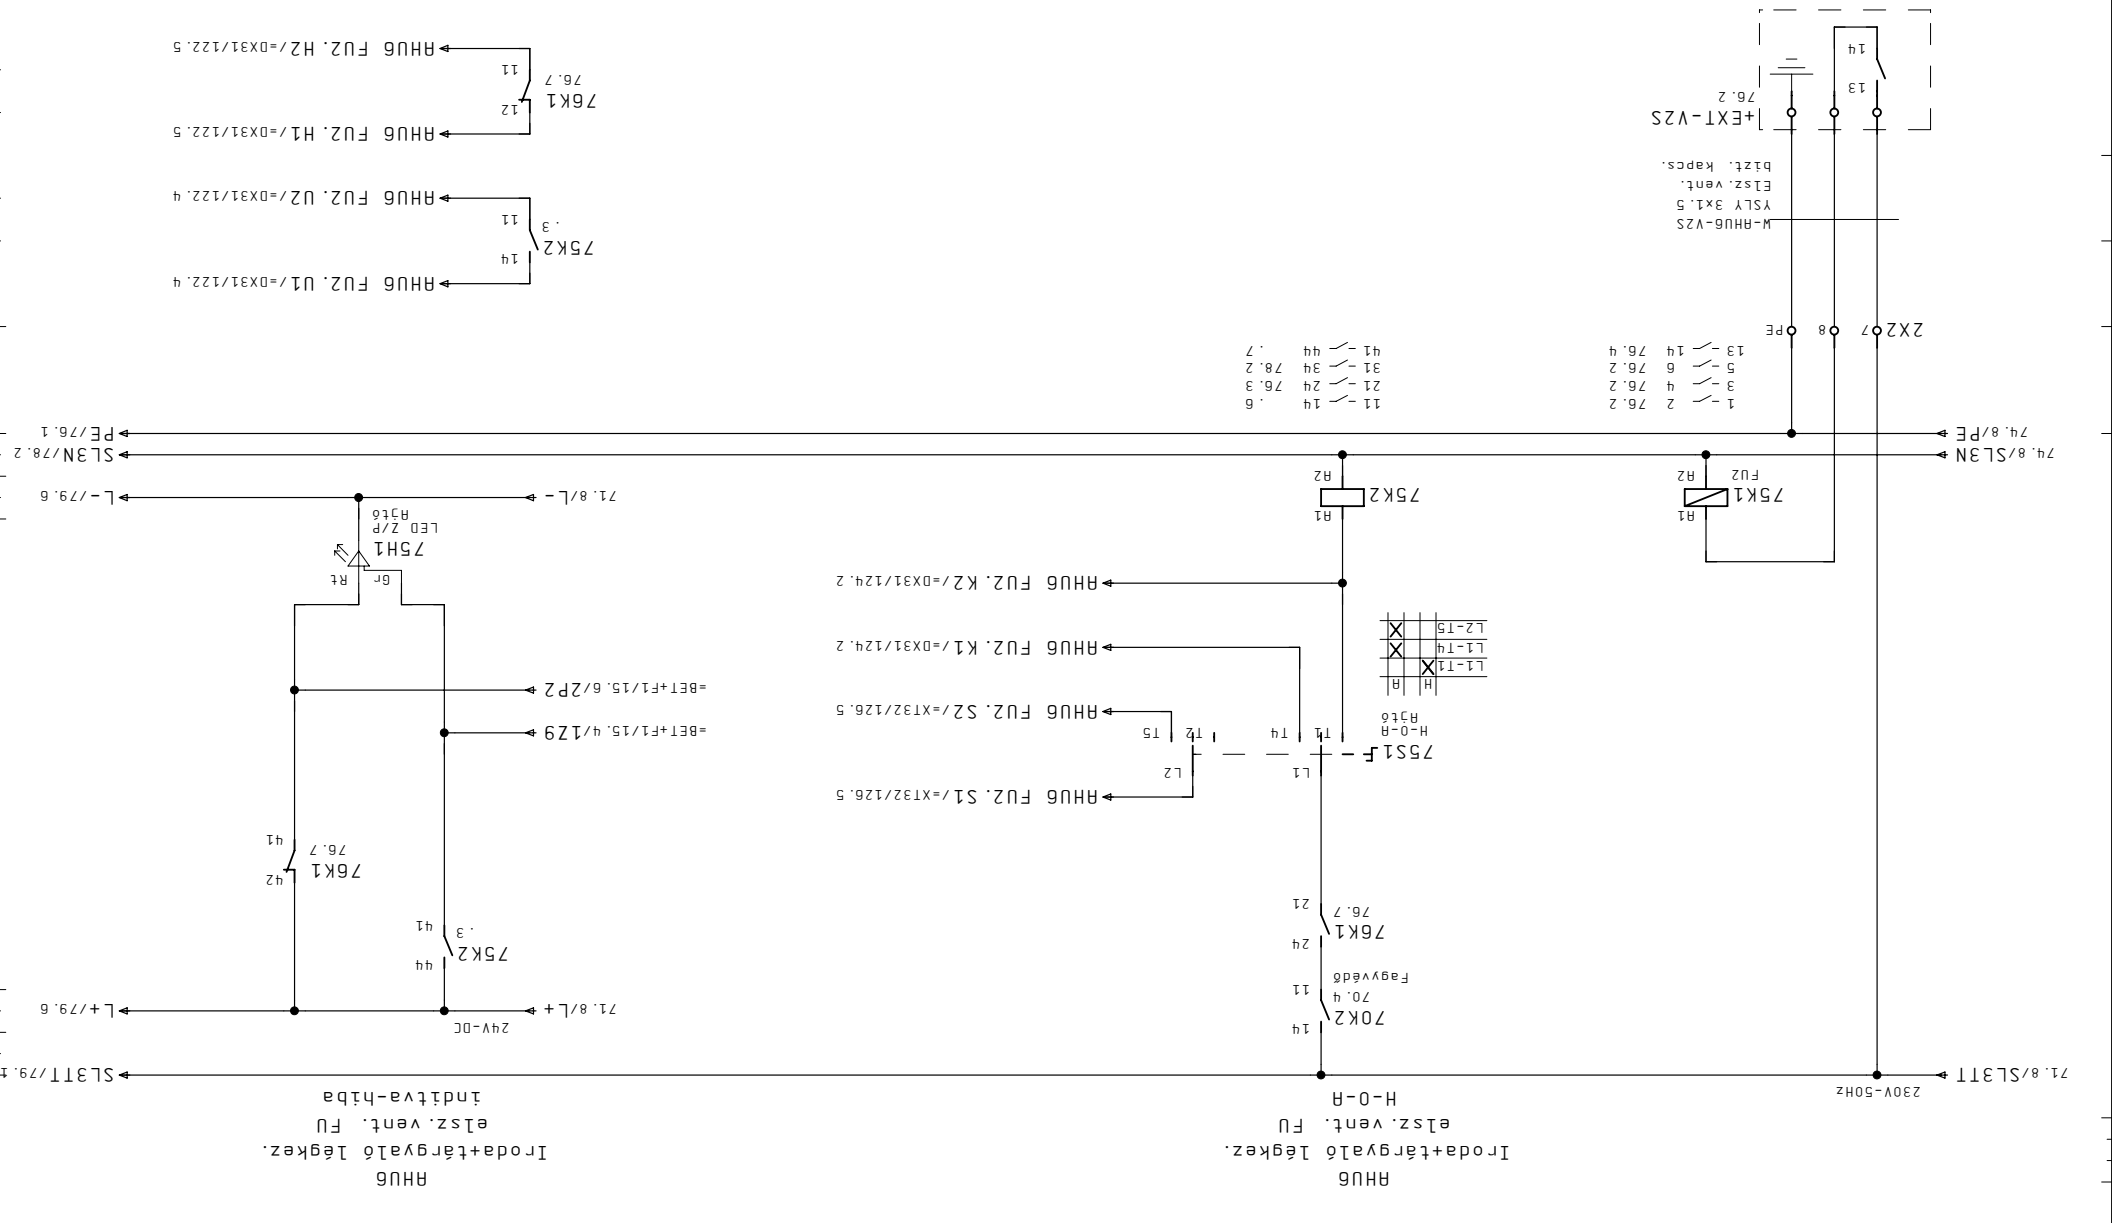 AHU6
Iroda+tárgyaló légkez.
elsz.vent. FU
H-0-A
AHU6
Iroda+tárgyaló légkez.
elsz.vent. FU
indítva-hiba
230V-50Hz
71.8/SL3TT
SL3TT/79.1
24V-DC
71.8/L+
L+/79.6
14
70K2
70.4
11
Fagyvédő
24
76K1
76.7
21
44
75K2
.3
41
42
76K1
76.7
41
AHU6 FU2.S1/=XT32/126.5
75S1
H-0-A
Ajtó
L1
L2
T1
T4
T2
T5
AHU6 FU2.S2/=XT32/126.5
H A
L1-T1 X
L1-T4 X
L2-T5 X
AHU6 FU2.K1/=DX31/124.2
AHU6 FU2.K2/=DX31/124.2
=BET+F1/15.4/1Z9
=BET+F1/15.6/2P2
Gr
Rt
75H1
LED Z/P
Ajtó
A1
75K1
FU2
A2
A1
75K2
A2
71.8/L-
L-/79.6
74.8/SL3N
SL3N/78.2
74.8/PE
PE/76.1
1 2 76.2
3 4 76.2
5 6 76.2
13 14 76.4
11 14 .6
21 24 76.3
31 34 78.2
41 44 .7
2X2
7
8
PE
AHU6 FU2.U1/=DX31/122.4
14
75K2
.3
11
AHU6 FU2.U2/=DX31/122.4
W-AHU6-V2S
YSLY 3x1.5
Elsz.vent.
bizt. kapcs.
AHU6 FU2.H1/=DX31/122.5
12
76K1
76.7
11
AHU6 FU2.H2/=DX31/122.5
+EXT-V2S
76.2
13
14